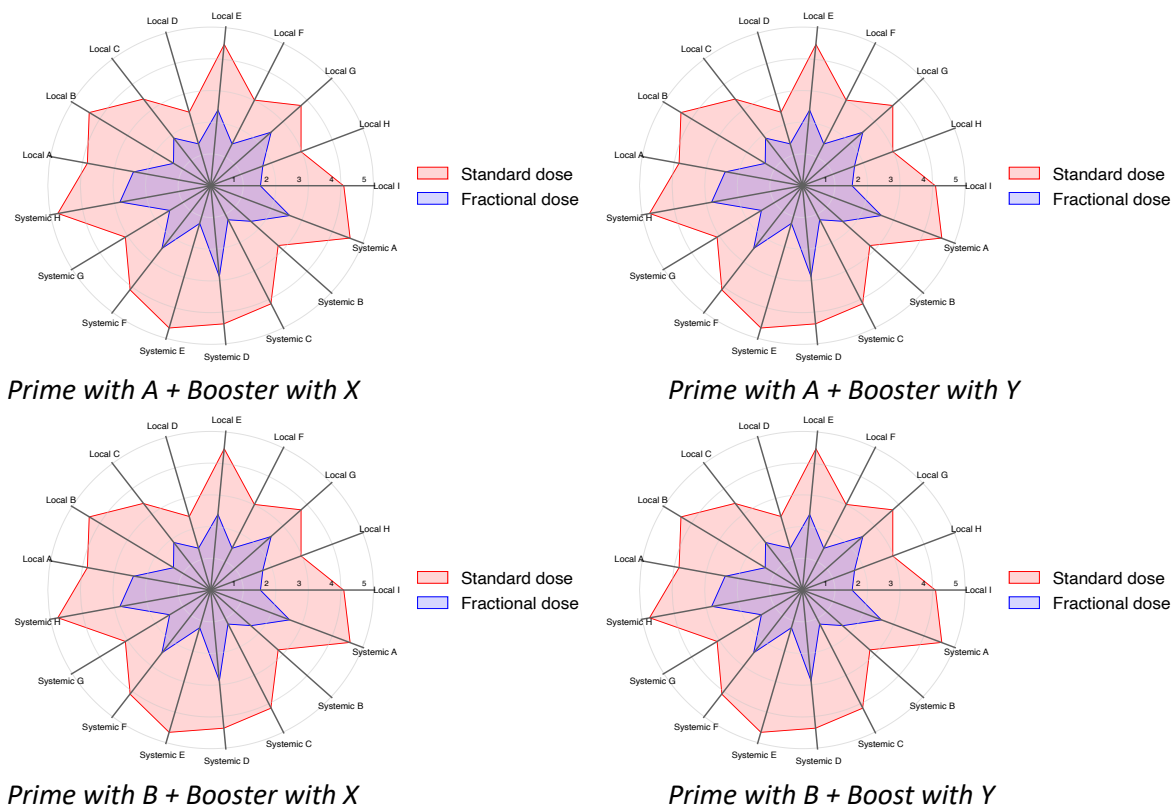 Local E
Local D
Local F
Local C
Local G
Local B
Local H
Local A
1 2 3 4 5
Local I
Systemic H
Systemic A
Systemic G
Systemic B
Systemic F
Systemic C
Systemic E
Systemic D
Standard dose
Fractional dose
Prime with A + Booster with X
Local E
Local D
Local F
Local C
Local G
Local B
Local H
Local A
1 2 3 4 5
Local I
Systemic H
Systemic A
Systemic G
Systemic B
Systemic F
Systemic C
Systemic E
Systemic D
Standard dose
Fractional dose
Prime with A + Booster with Y
Local E
Local D
Local F
Local C
Local G
Local B
Local H
Local A
1 2 3 4 5
Local I
Systemic H
Systemic A
Systemic G
Systemic B
Systemic F
Systemic C
Systemic E
Systemic D
Standard dose
Fractional dose
Prime with B + Booster with X
Local E
Local D
Local F
Local C
Local G
Local B
Local H
Local A
1 2 3 4 5
Local I
Systemic H
Systemic A
Systemic G
Systemic B
Systemic F
Systemic C
Systemic E
Systemic D
Standard dose
Fractional dose
Prime with B + Boost with Y